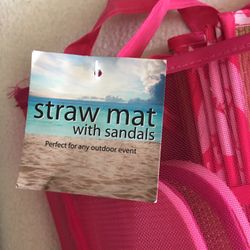 straw mat
with sandals
Perfect for any outdoor event